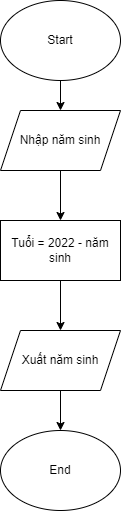 Start
Nhập năm sinh
Tuổi = 2022 - năm
sinh
Xuất năm sinh
End